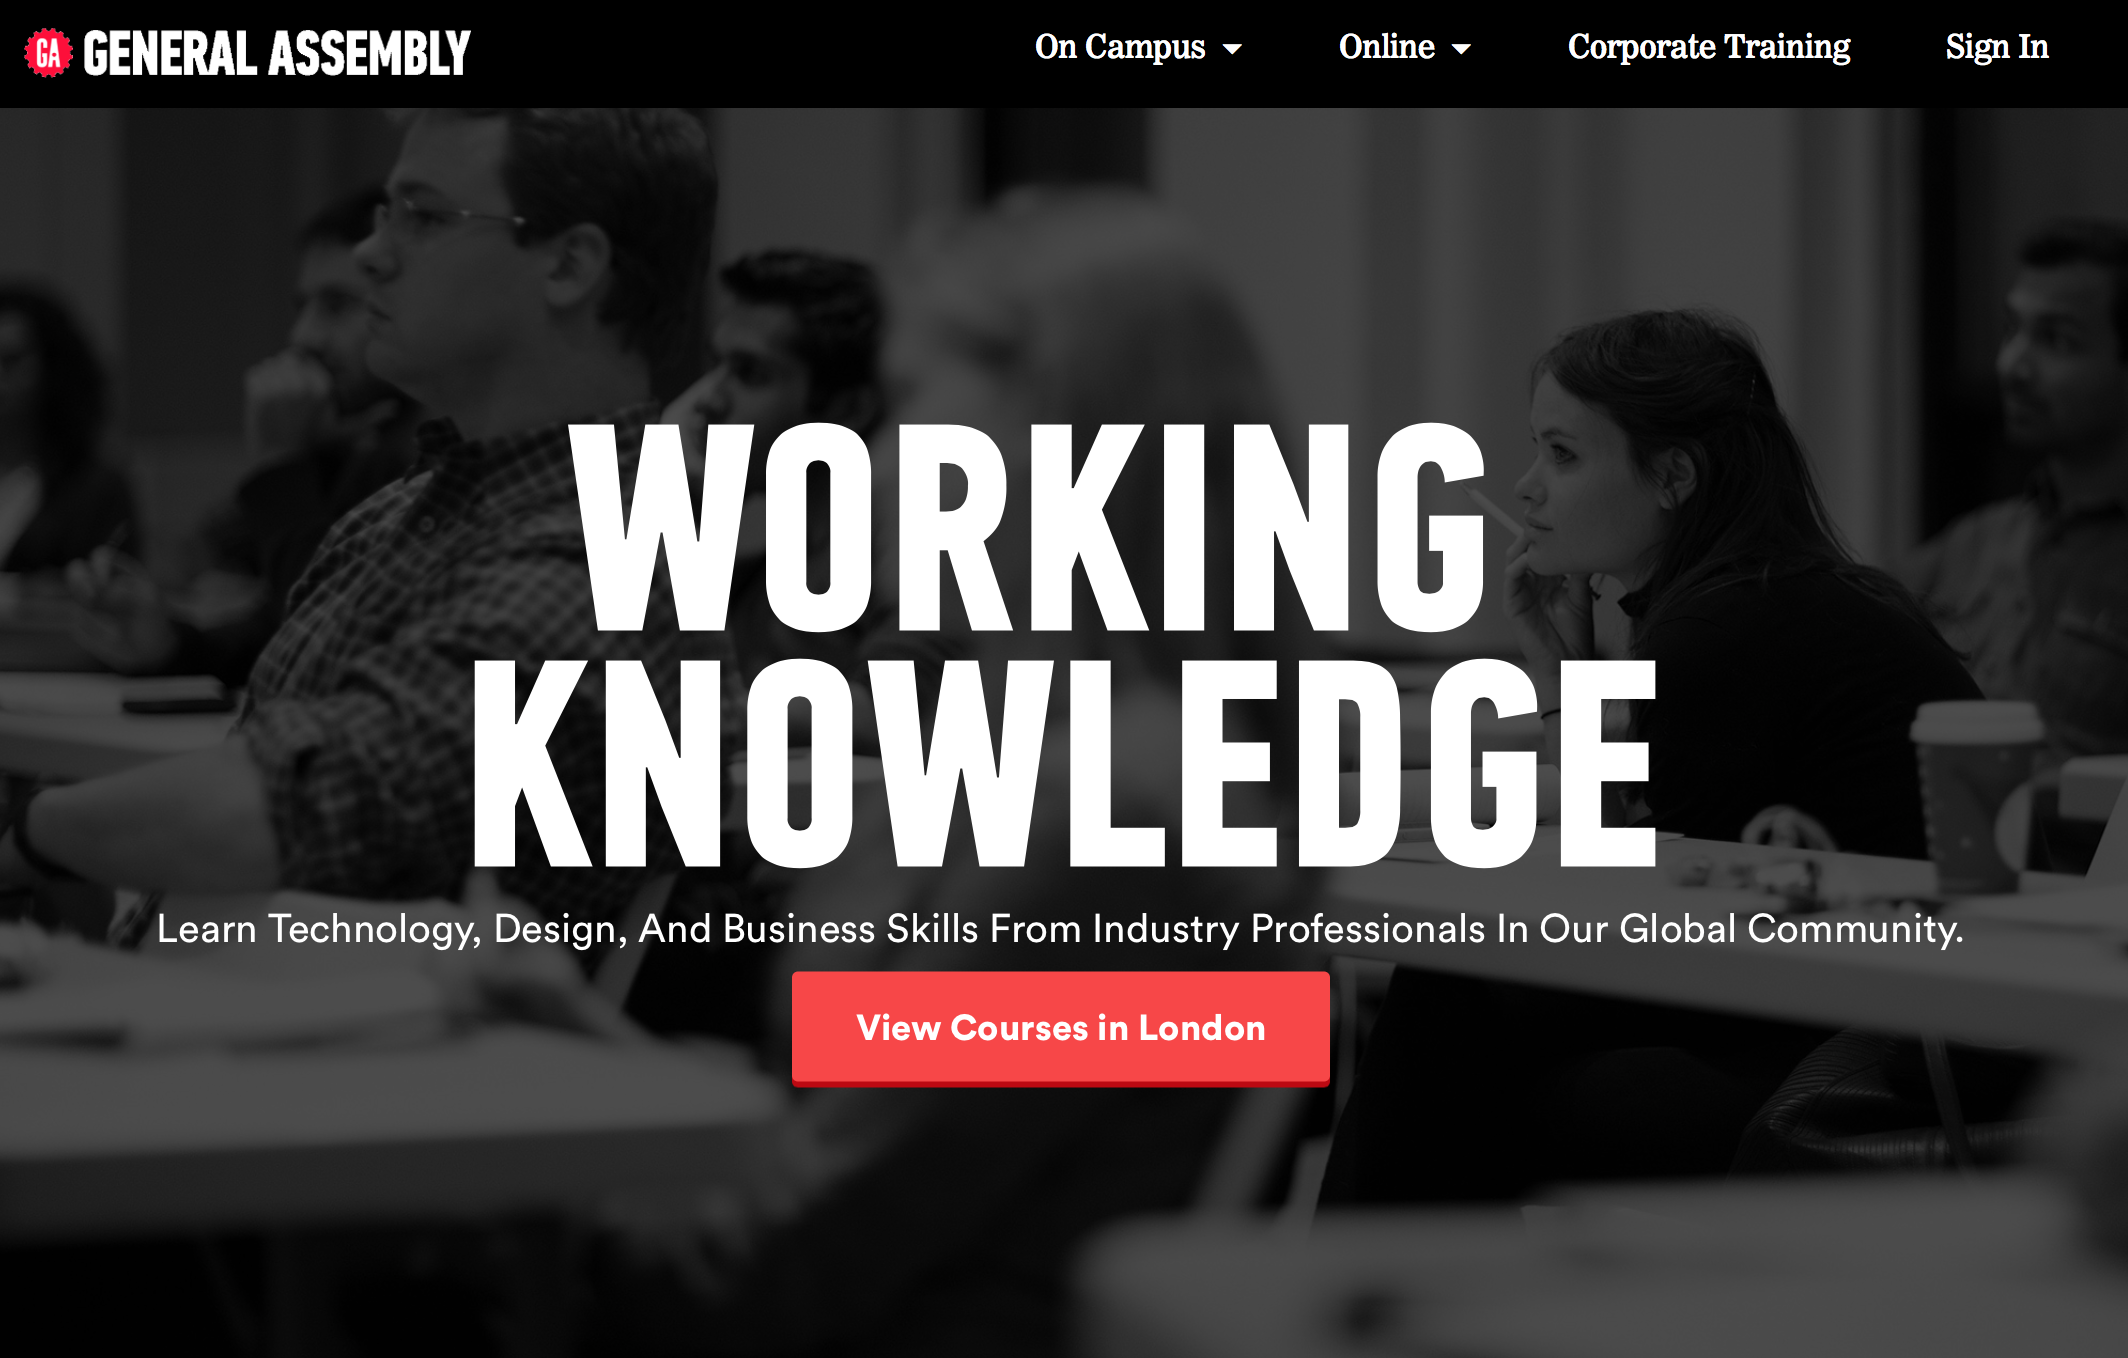 GA GENERAL ASSEMBLY
On Campus
Online
Corporate Training
Sign In
WORKING
KNOWLEDGE
Learn Technology, Design, And Business Skills From Industry Professionals In Our Global Community.
View Courses in London